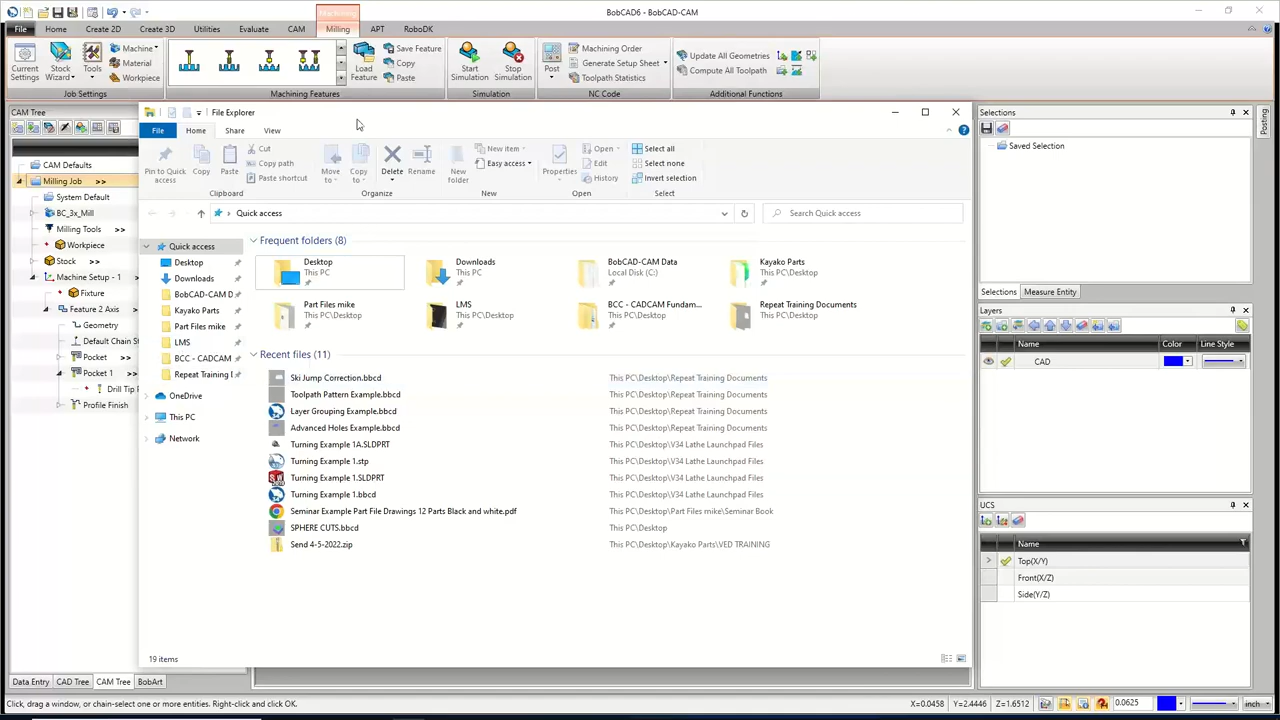 BobCAD6 - BobCAD-CAM
Machining
File Home Create 2D Create 3D Utilities Evaluate CAM Milling APT RoboDK
Current Settings
Stock Wizard
Tools
Machine
Material
Workpiece
Job Settings
Machining Features
Load Feature
Save Feature
Copy
Paste
Start Simulation
Stop Simulation
Simulation
Post
Machining Order
Generate Setup Sheet
Toolpath Statistics
NC Code
Update All Geometries
Compute All Toolpath
Additional Functions
CAM Tree
CAM Defaults
Milling Job >>
System Default
BC_3x_Mill
Milling Tools >>
Workpiece
Stock >>
Machine Setup - 1
Fixture
Feature 2 Axis
Geometry
Default Chain S
Pocket >>
Pocket 1 >>
Drill Tip F
Profile Finish
Data Entry CAD Tree CAM Tree BobArt
File Explorer
File Home Share View
Pin to Quick access
Copy
Paste
Cut
Copy path
Paste shortcut
Clipboard
Move to
Copy to
Delete
Rename
Organize
New folder
New item
Easy access
New
Properties
Open
Edit
History
Open
Select all
Select none
Invert selection
Select
Quick access
Search Quick access
Quick access
Desktop
Downloads
BobCAD-CAM D
Kayako Parts
Part Files mike
LMS
BCC - CADCAM
Repeat Training I
OneDrive
This PC
Network
Frequent folders (8)
Desktop
This PC
Downloads
This PC
BobCAD-CAM Data
Local Disk (C:)
Kayako Parts
This PC\Desktop
Part Files mike
This PC\Desktop
LMS
This PC\Desktop
BCC - CADCAM Fundam...
This PC\Desktop
Repeat Training Documents
This PC\Desktop
Recent files (11)
Ski Jump Correction.bbcd This PC\Desktop\Repeat Training Documents
Toolpath Pattern Example.bbcd This PC\Desktop\Repeat Training Documents
Layer Grouping Example.bbcd This PC\Desktop\Repeat Training Documents
Advanced Holes Example.bbcd This PC\Desktop\Repeat Training Documents
Turning Example 1A.SLDPRT This PC\Desktop\V34 Lathe Launchpad Files
Turning Example 1.stp This PC\Desktop\V34 Lathe Launchpad Files
Turning Example 1.SLDPRT This PC\Desktop\V34 Lathe Launchpad Files
Turning Example 1.bbcd This PC\Desktop\V34 Lathe Launchpad Files
Seminar Example Part File Drawings 12 Parts Black and white.pdf This PC\Desktop\Part Files mike\Seminar Book
SPHERE CUTS.bbcd This PC\Desktop
Send 4-5-2022.zip This PC\Desktop\Kayako Parts\VED TRAINING
19 items
Selections
Saved Selection
Posting
Selections Measure Entity
Layers
Name Color Line Style
CAD
UCS
Name
Top(X/Y)
Front(X/Z)
Side(Y/Z)
Click, drag a window, or chain-select one or more entities. Right-click and click OK.
X=0.0458 Y=2.4446 Z=1.6512 0.0625 inch